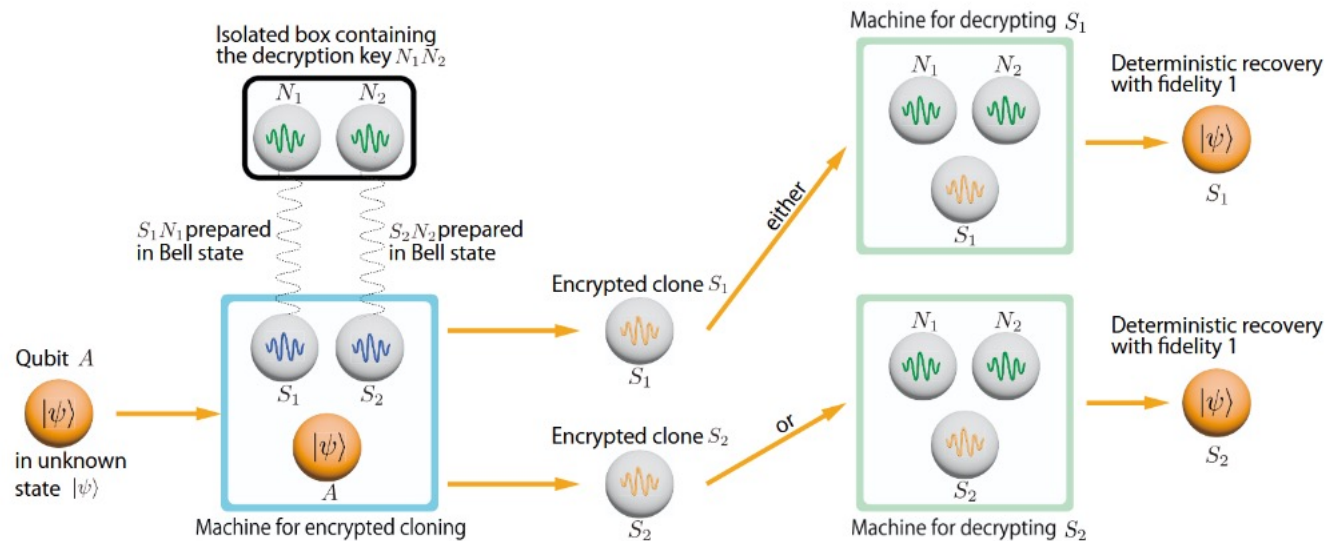 Isolated box containing
the decryption key N₁N₂
N₁ N₂
S₁N₁ prepared
in Bell state
S₂N₂ prepared
in Bell state
Qubit A
|ψ⟩
in unknown
state |ψ⟩
S₁ S₂
|ψ⟩
A
Machine for encrypted cloning
Encrypted clone S₁
S₁
Encrypted clone S₂
S₂
either
or
Machine for decrypting S₁
N₁ N₂
S₁
Deterministic recovery
with fidelity 1
|ψ⟩
S₁
N₁ N₂
S₂
Machine for decrypting S₂
Deterministic recovery
with fidelity 1
|ψ⟩
S₂